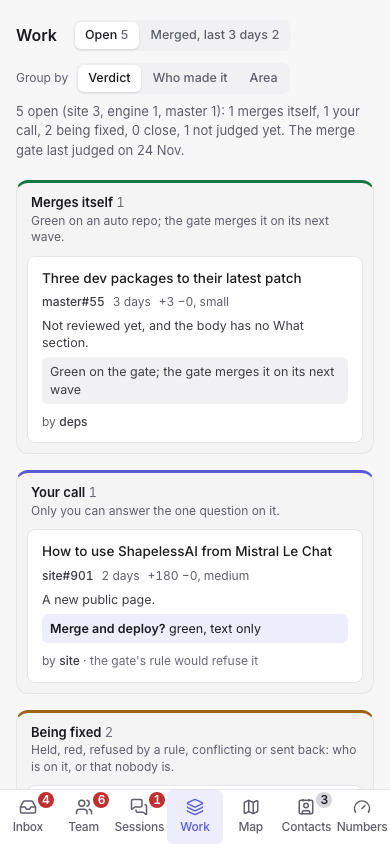 Work Open 5 Merged, last 3 days 2
Group by Verdict Who made it Area
5 open (site 3, engine 1, master 1): 1 merges itself, 1 your
call, 2 being fixed, 0 close, 1 not judged yet. The merge
gate last judged on 24 Nov.
Merges itself 1
Green on an auto repo; the gate merges it on its next
wave.
Three dev packages to their latest patch
master#55 3 days +3 −0, small
Not reviewed yet, and the body has no What
section.
Green on the gate; the gate merges it on its next
wave
by deps
Your call 1
Only you can answer the one question on it.
How to use ShapelessAI from Mistral Le Chat
site#901 2 days +180 −0, medium
A new public page.
Merge and deploy? green, text only
by site · the gate's rule would refuse it
Being fixed 2
Held, red, refused by a rule, conflicting or sent back: who
is on it, or that nobody is.
4 6 1 3
Inbox Team Sessions Work Map Contacts Numbers